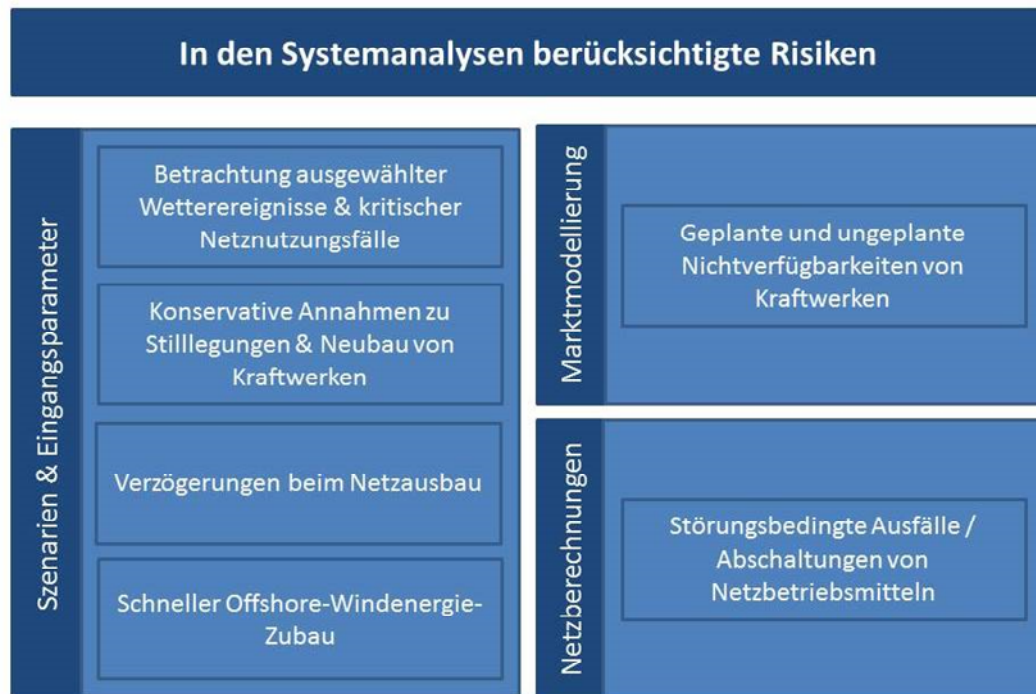 In den Systemanalysen berücksichtigte Risiken
Szenarien & Eingangsparameter
Betrachtung ausgewählter
Wetterereignisse & kritischer
Netznutzungsfälle
Konservative Annahmen zu
Stilllegungen & Neubau von
Kraftwerken
Verzögerungen beim Netzausbau
Schneller Offshore-Windenergie-
Zubau
Marktmodellierung
Geplante und ungeplante
Nichtverfügbarkeiten von
Kraftwerken
Netzberechnungen
Störungsbedingte Ausfälle /
Abschaltungen von
Netzbetriebsmitteln